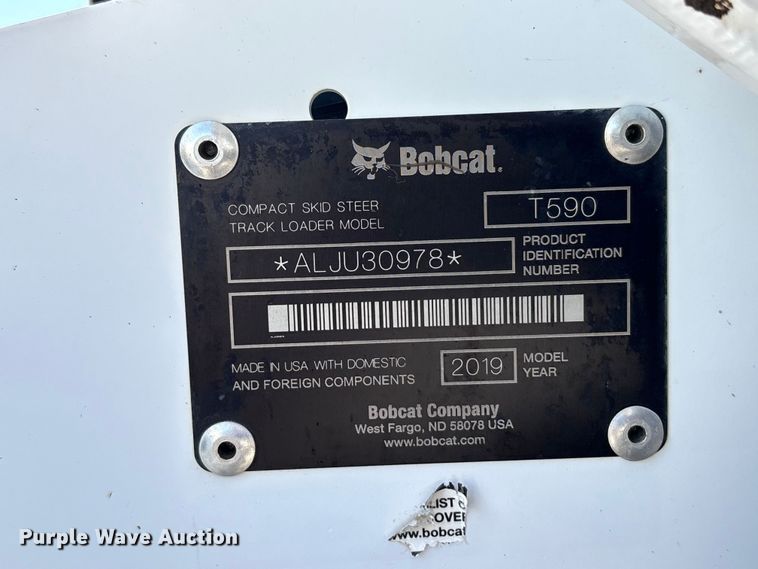 Bobcat®
COMPACT SKID STEER
TRACK LOADER MODEL
T590
*ALJU30978*
PRODUCT
IDENTIFICATION
NUMBER
MADE IN USA WITH DOMESTIC
AND FOREIGN COMPONENTS
2019
MODEL
YEAR
Bobcat Company
West Fargo, ND 58078 USA
www.bobcat.com
LIST
OVE
www.bobcat
Purple Wave Auction